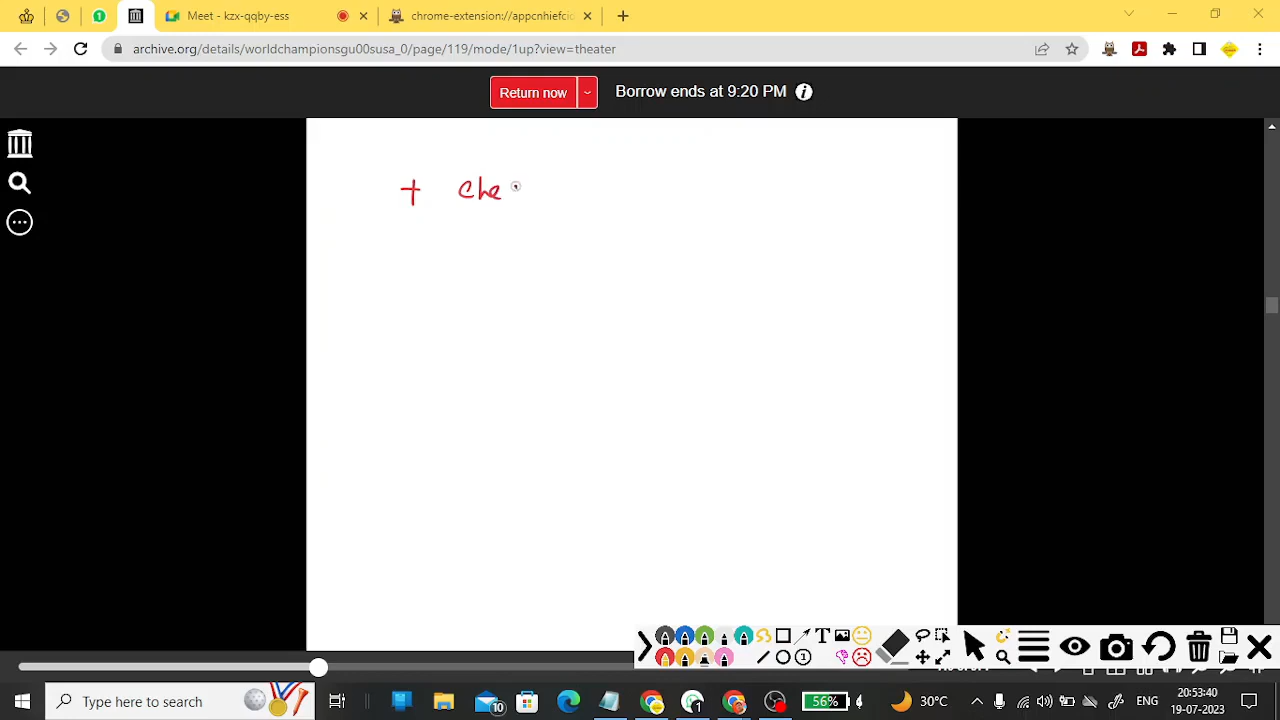 Meet - kzx-qqby-ess
chrome-extension://appcnhiefcid
archive.org/details/worldchampionsgu00susa_0/page/119/mode/1up?view=theater
Return now
Borrow ends at 9:20 PM
+ che
Type here to search
10
56%
30°C
ENG
20:53:40
19-07-2023